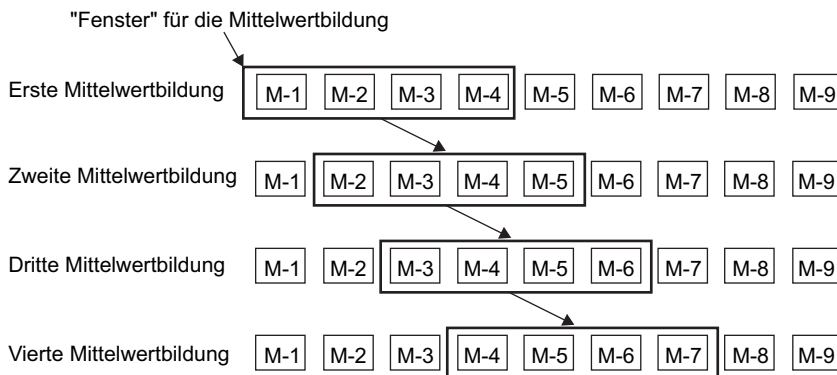 "Fenster" für die Mittelwertbildung
Erste Mittelwertbildung M-1 M-2 M-3 M-4 M-5 M-6 M-7 M-8 M-9
Zweite Mittelwertbildung M-1 M-2 M-3 M-4 M-5 M-6 M-7 M-8 M-9
Dritte Mittelwertbildung M-1 M-2 M-3 M-4 M-5 M-6 M-7 M-8 M-9
Vierte Mittelwertbildung M-1 M-2 M-3 M-4 M-5 M-6 M-7 M-8 M-9